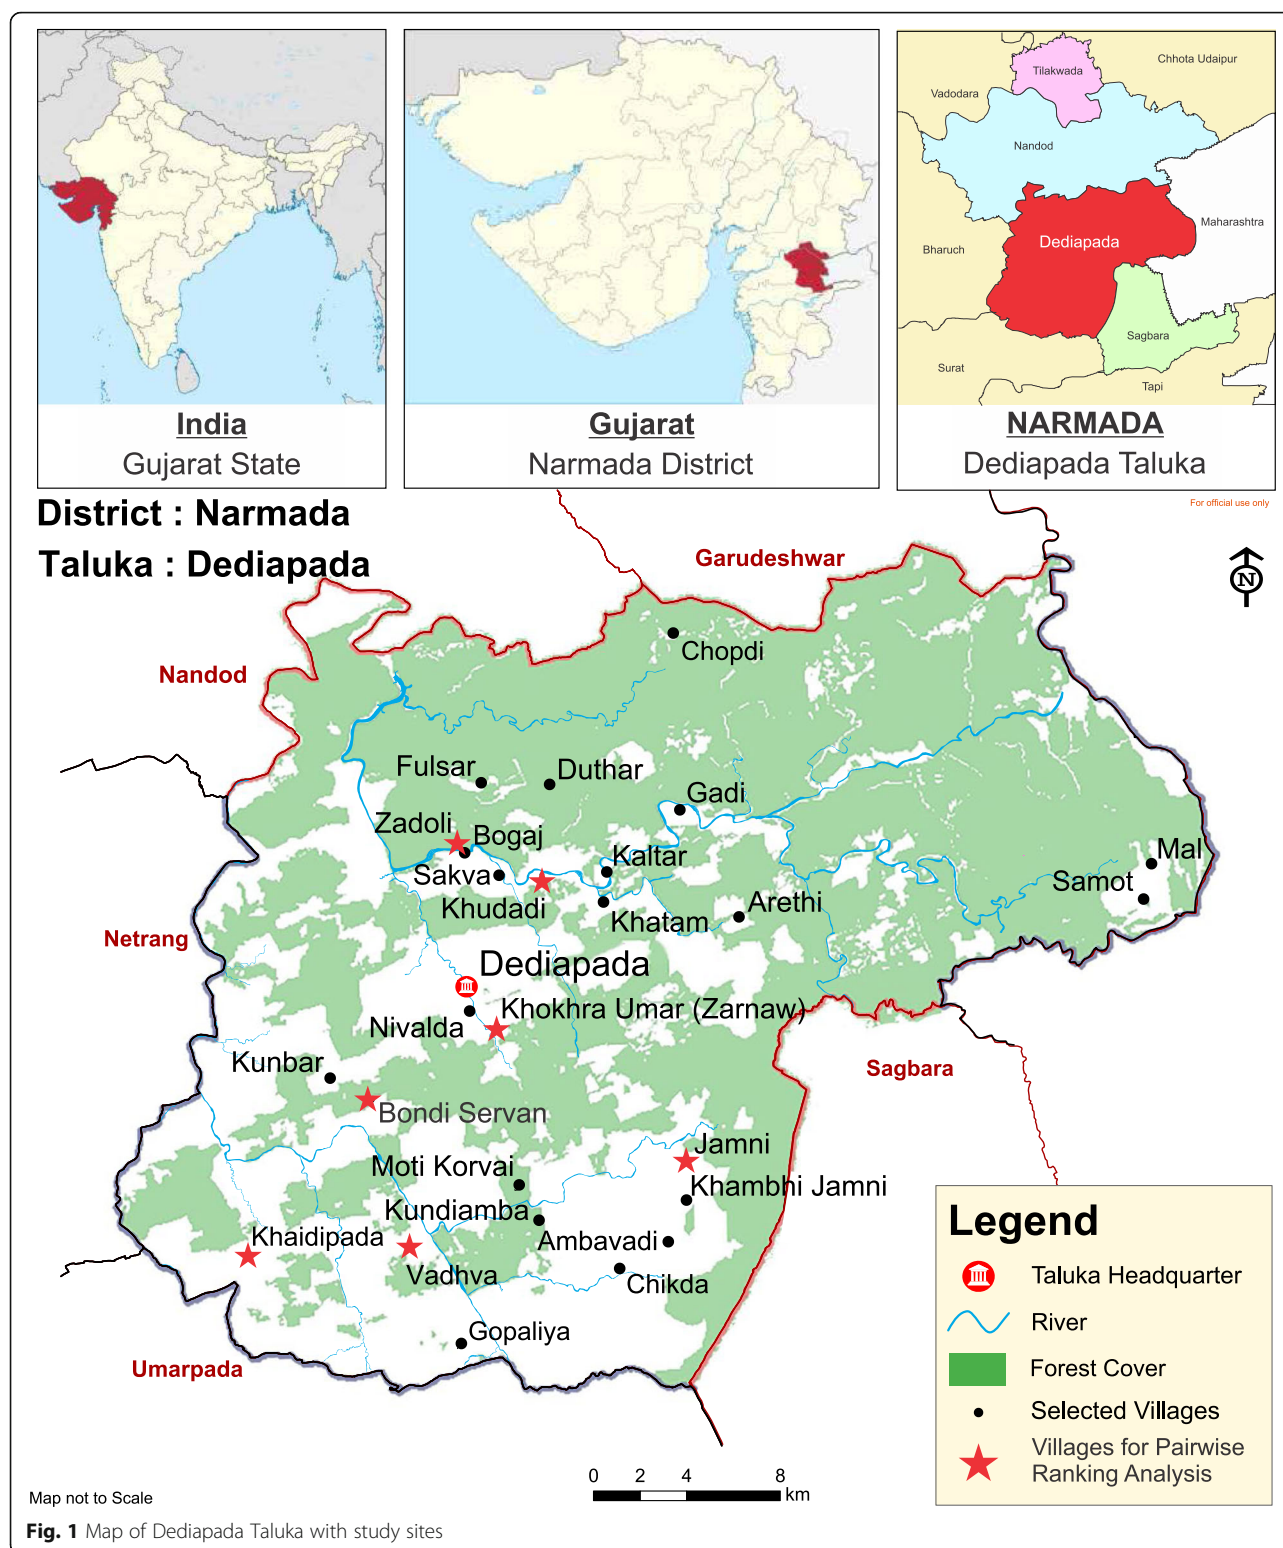 India
Gujarat State
Gujarat
Narmada District
Tilakwada
Chhota Udaipur
Vadodara
Nandod
Maharashtra
Dediapada
Bharuch
Sagbara
Surat
Tapi
NARMADA
Dediapada Taluka
For official use only
District : Narmada
Taluka : Dediapada
Garudeshwar
N
Chopdi
Nandod
Fulsar
Duthar
Gadi
Zadoli
Bogaj
Kaltar
Mal
Sakva
Samot
Khudadi
Khatam
Arethi
Netrang
Dediapada
Khokhra Umar (Zarnaw)
Nivalda
Kunbar
Sagbara
Bondi Servan
Jamni
Moti Korvai
Khambhi Jamni
Kundiamba
Khaidipada
Ambavadi
Vadhva
Chikda
Gopaliya
Umarpada
Legend
Taluka Headquarter
River
Forest Cover
Selected Villages
Villages for Pairwise
Ranking Analysis
0 2 4 8
km
Map not to Scale
Fig. 1 Map of Dediapada Taluka with study sites